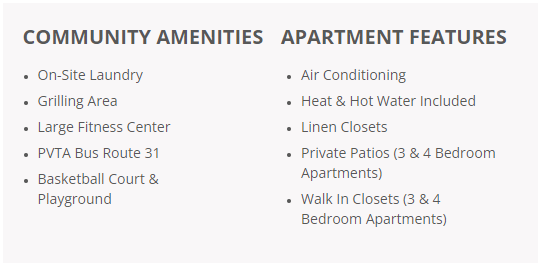 COMMUNITY AMENITIES
On-Site Laundry
Grilling Area
Large Fitness Center
PVTA Bus Route 31
Basketball Court &
Playground
APARTMENT FEATURES
Air Conditioning
Heat & Hot Water Included
Linen Closets
Private Patios (3 & 4 Bedroom
Apartments)
Walk In Closets (3 & 4
Bedroom Apartments)